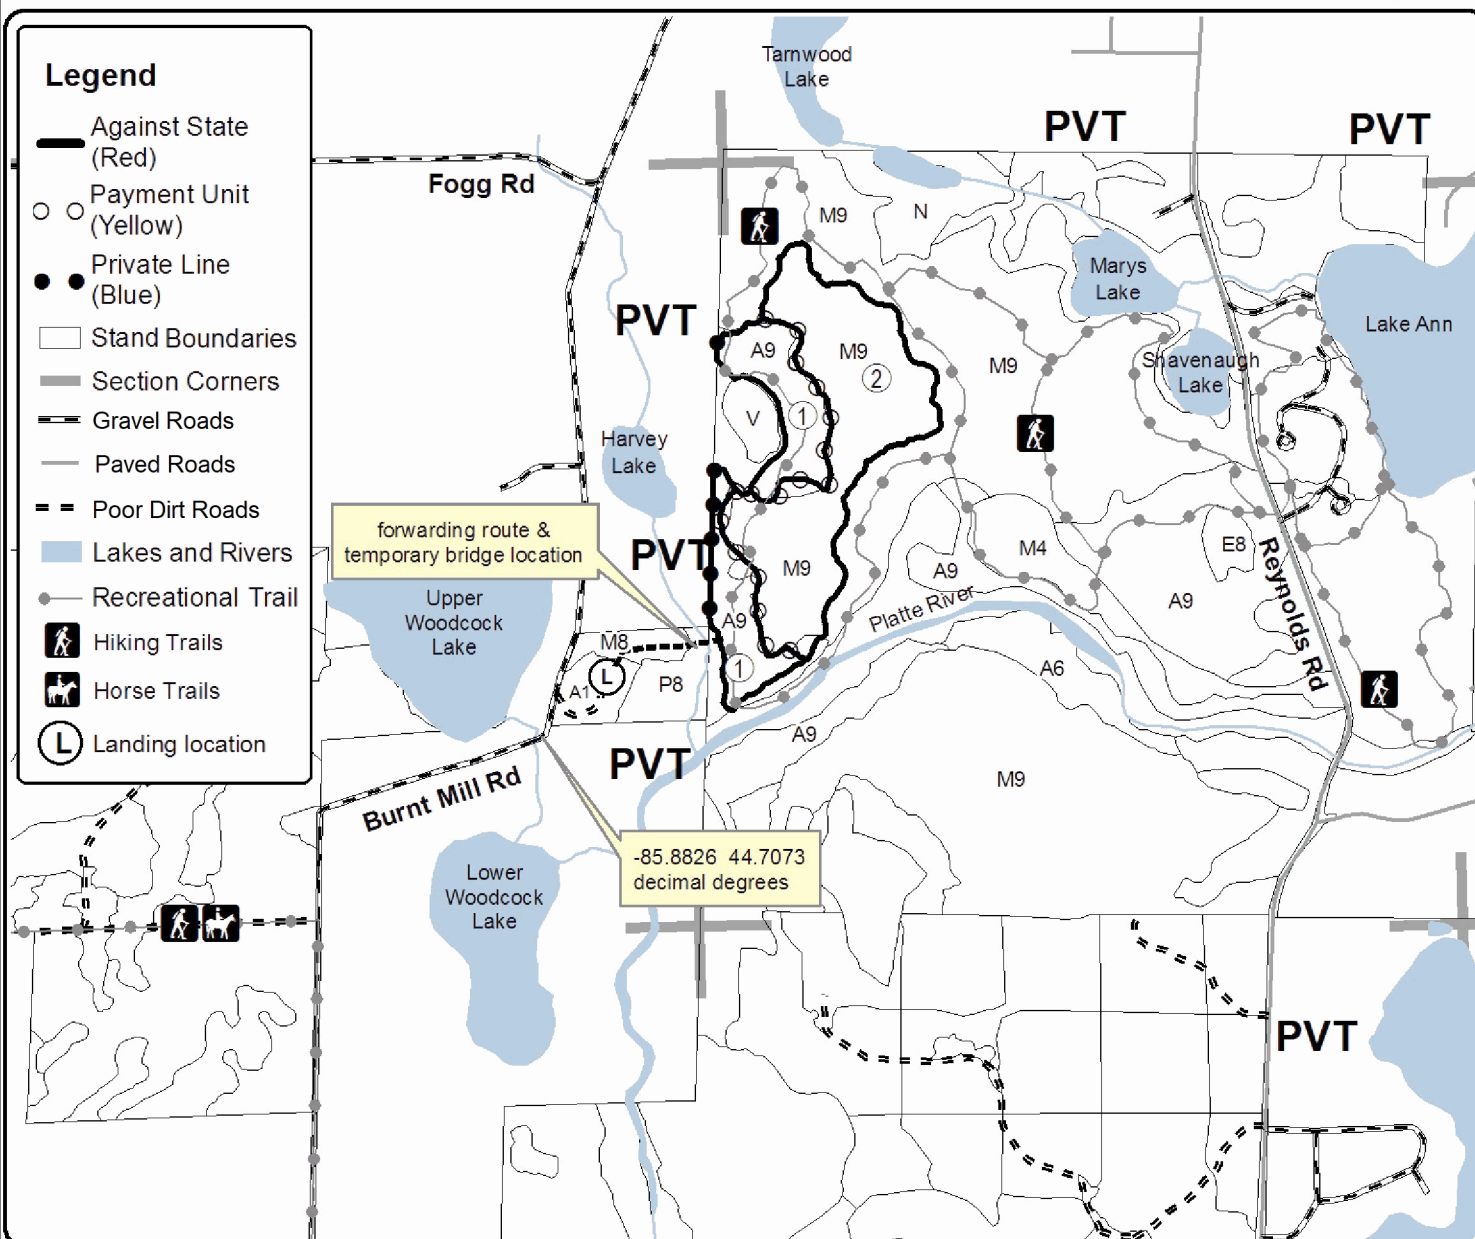 Legend
Against State
(Red)
Payment Unit
(Yellow)
Private Line
(Blue)
Stand Boundaries
Section Corners
Gravel Roads
Paved Roads
Poor Dirt Roads
Lakes and Rivers
Recreational Trail
Hiking Trails
Horse Trails
L
Landing location
Tarnwood
Lake
PVT
PVT
Fogg Rd
M9
N
Marys
Lake
PVT
Lake Ann
A9
M9
2
M9
Shavenaugh
Lake
V
1
Harvey
Lake
forwarding route &
temporary bridge location
PVT
M9
M4
E8
A9
Reynolds Rd
Upper
Woodcock
Lake
Platte River
A9
A9
M8
L
A1
P8
1
A6
A9
PVT
M9
Burnt Mill Rd
-85.8826 44.7073
decimal degrees
Lower
Woodcock
Lake
PVT